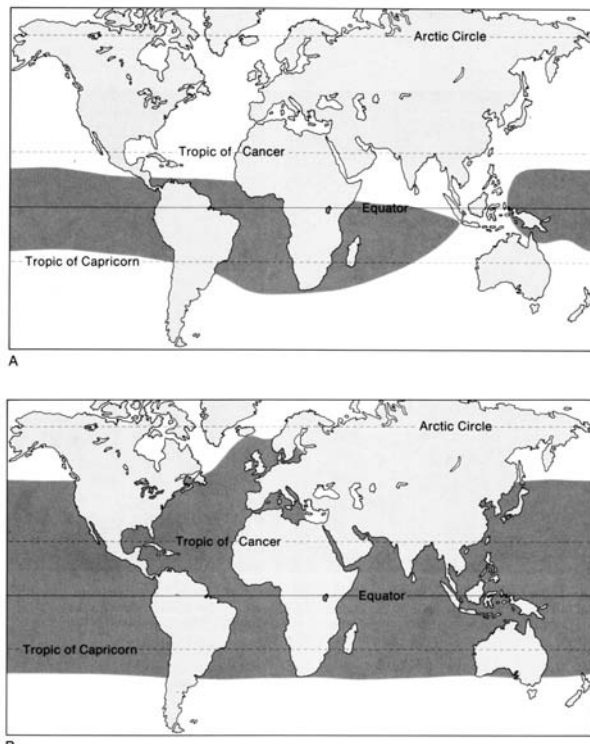 Arctic Circle
Tropic of Cancer
Equator
Tropic of Capricorn
A
Arctic Circle
Tropic of Cancer
Equator
Tropic of Capricorn
B